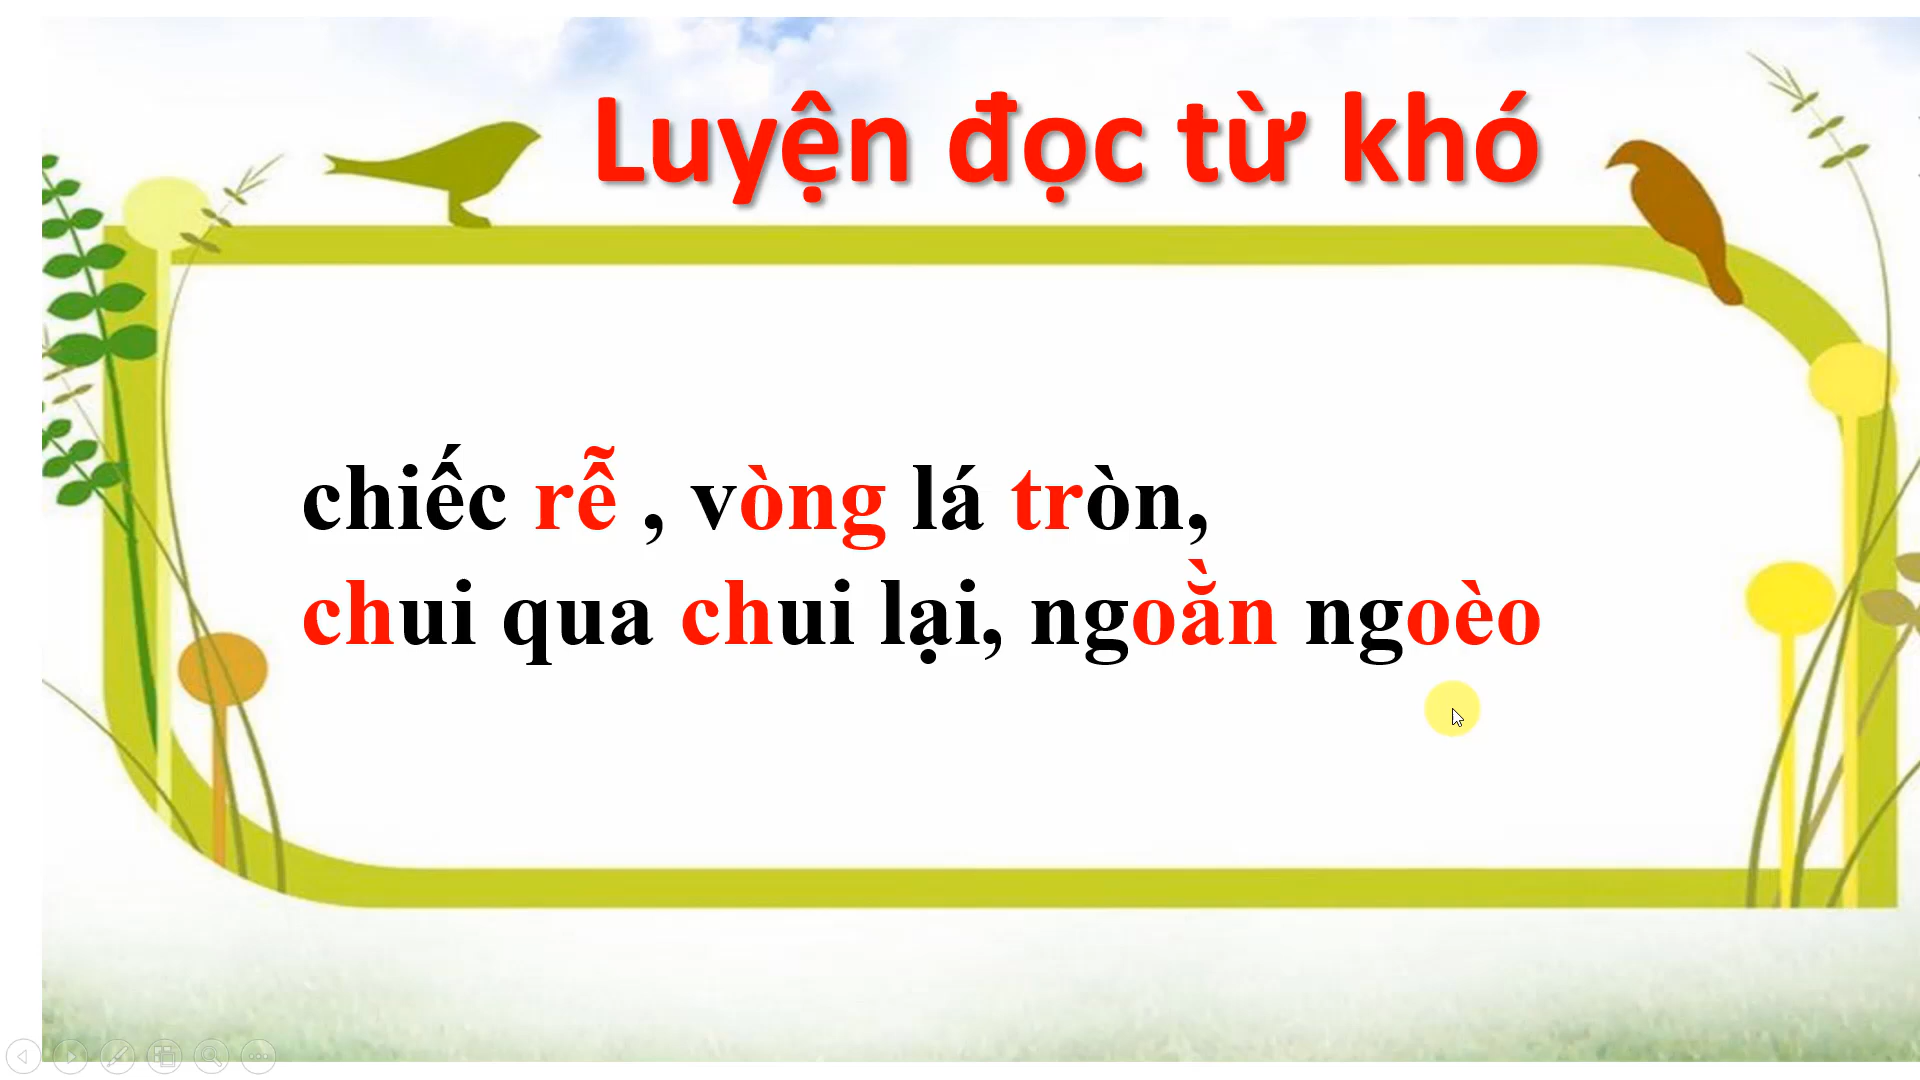 Luyện đọc từ khó
chiếc rễ , vòng lá tròn,
chui qua chui lại, ngoằn ngoèo